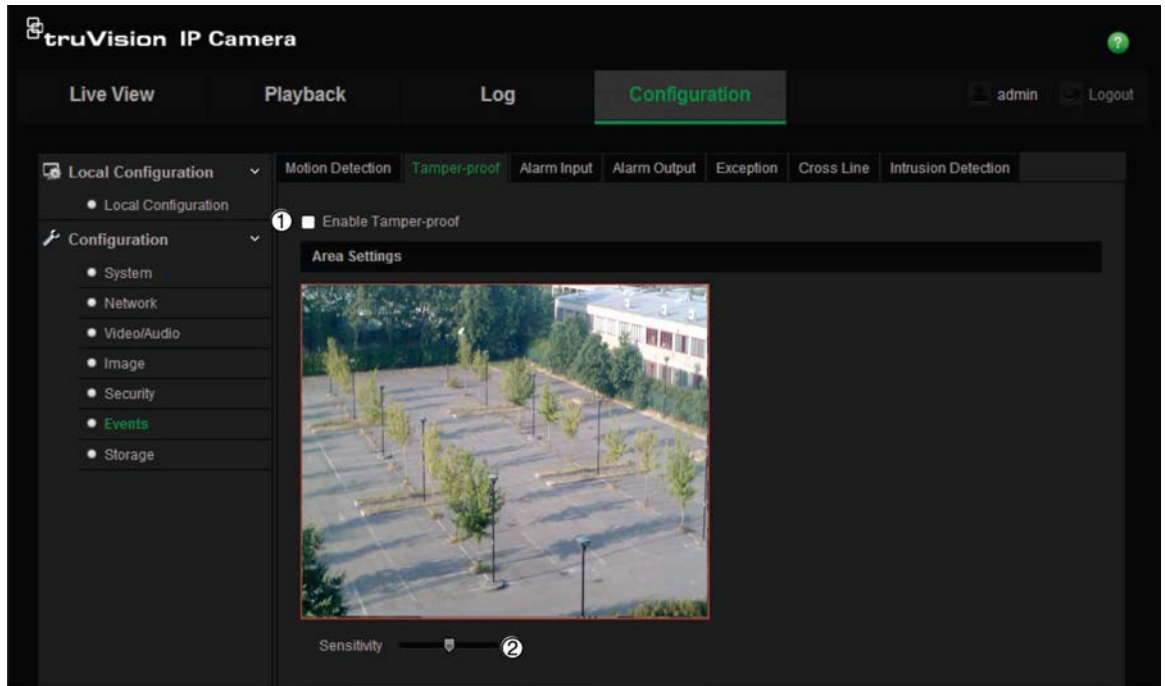 truVision IP Camera
?
Live View Playback Log Configuration admin Logout
Local Configuration
Local Configuration
Configuration
System
Network
Video/Audio
Image
Security
Events
Storage
Motion Detection Tamper-proof Alarm Input Alarm Output Exception Cross Line Intrusion Detection
① Enable Tamper-proof
Area Settings
Sensitivity ②